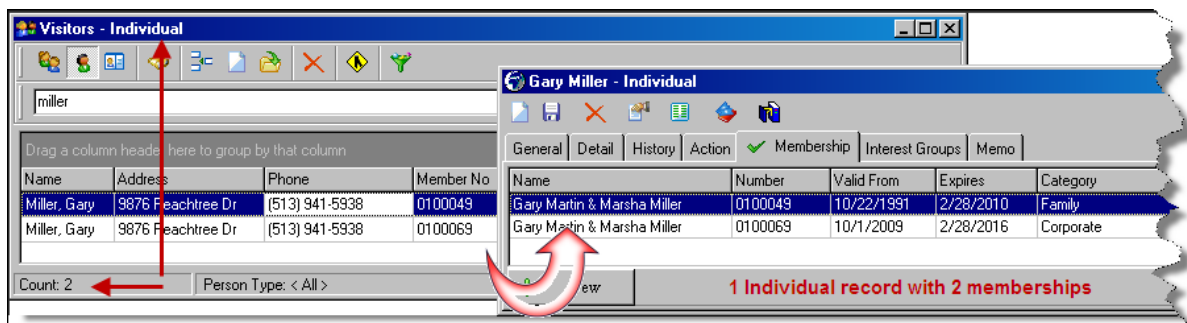 Visitors - Individual
miller
Drag a column header here to group by that column
Name Address Phone Member No
Miller, Gary 9876 Peachtree Dr (513) 941-5938 0100049
Miller, Gary 9876 Peachtree Dr (513) 941-5938 0100069
Count: 2 Person Type: < All >
Gary Miller - Individual
General Detail History Action Membership Interest Groups Memo
Name Number Valid From Expires Category
Gary Martin & Marsha Miller 0100049 10/22/1991 2/28/2010 Family
Gary Martin & Marsha Miller 0100069 10/1/2009 2/28/2016 Corporate
1 Individual record with 2 memberships